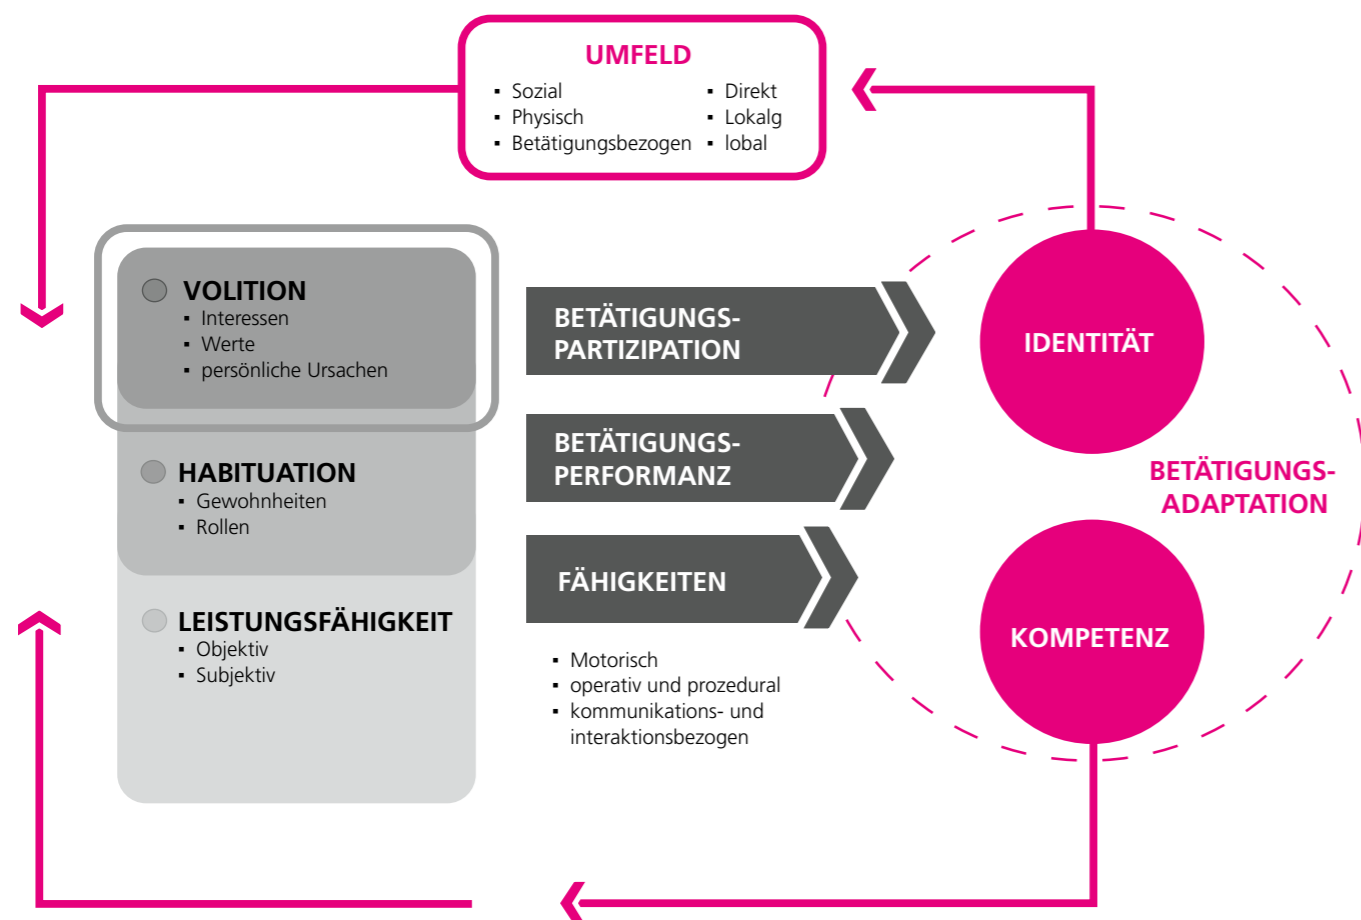 UMFELD
▪ Sozial
▪ Physisch
▪ Betätigungsbezogen
▪ Direkt
▪ Lokalg
▪ lobal
VOLITION
▪ Interessen
▪ Werte
▪ persönliche Ursachen
HABITUATION
▪ Gewohnheiten
▪ Rollen
LEISTUNGSFÄHIGKEIT
▪ Objektiv
▪ Subjektiv
BETÄTIGUNGS-
PARTIZIPATION
BETÄTIGUNGS-
PERFORMANZ
FÄHIGKEITEN
▪ Motorisch
▪ operativ und prozedural
▪ kommunikations- und
interaktionsbezogen
IDENTITÄT
BETÄTIGUNGS-
ADAPTATION
KOMPETENZ